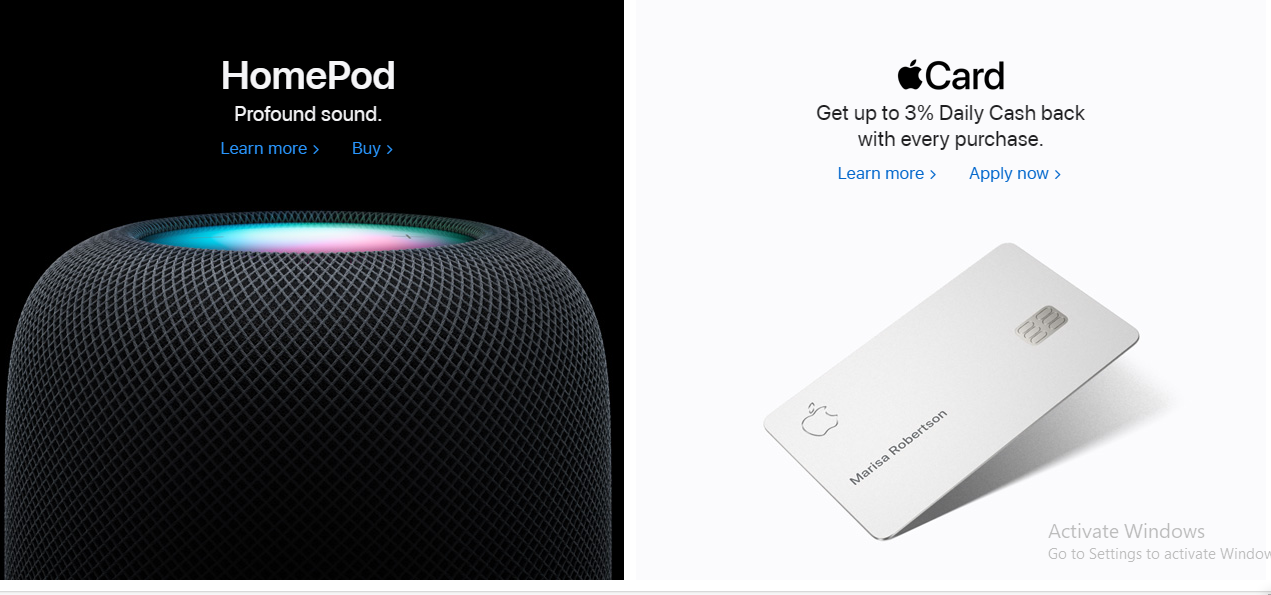 HomePod
Profound sound.
Learn more >
Buy >
Card
Get up to 3% Daily Cash back
with every purchase.
Learn more >
Apply now >
Marisa Robertson
Activate Windows
Go to Settings to activate Window